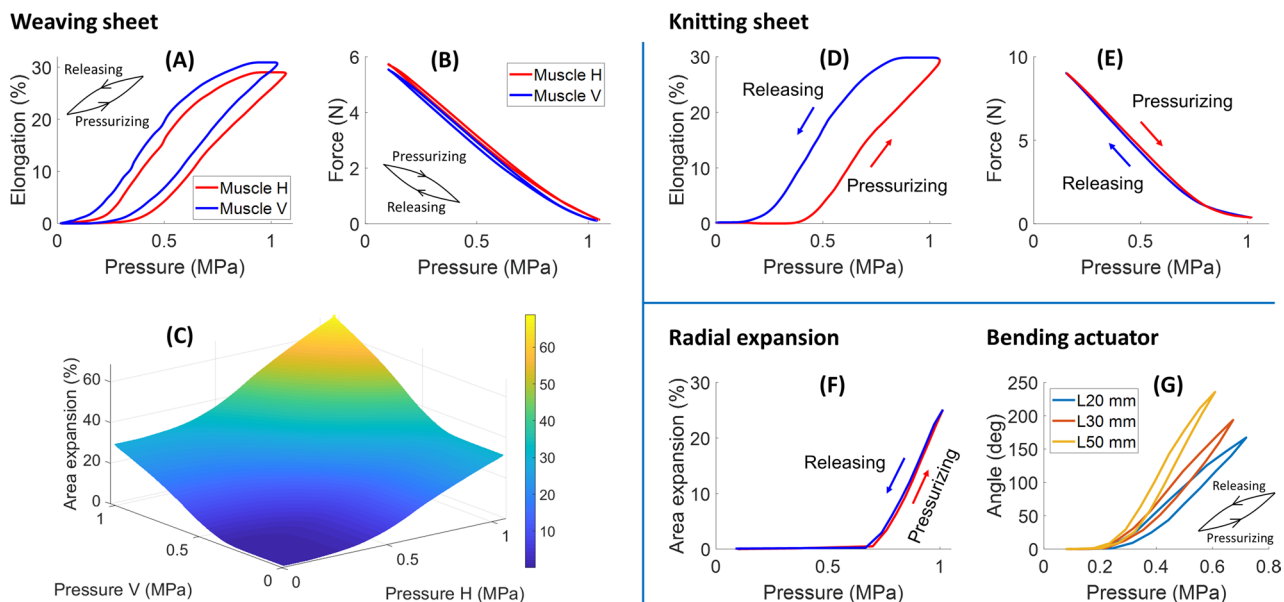 Weaving sheet
(A)
Elongation (%)
30
20
10
0
Releasing
Pressurizing
Muscle H
Muscle V
0
0.5
1
Pressure (MPa)
(B)
Force (N)
6
4
2
0
Muscle H
Muscle V
Pressurizing
Releasing
0
0.5
1
Pressure (MPa)
(C)
Area expansion (%)
60
40
20
0
1
0.5
0
Pressure V (MPa)
0
0.5
1
Pressure H (MPa)
60
50
40
30
20
10
Knitting sheet
(D)
Elongation (%)
30
20
10
0
Releasing
Pressurizing
0
0.5
1
Pressure (MPa)
(E)
Force (N)
10
5
0
Pressurizing
Releasing
0
0.5
1
Pressure (MPa)
Radial expansion
(F)
Area expansion (%)
30
20
10
0
Releasing
Pressurizing
0
0.5
1
Pressure (MPa)
Bending actuator
(G)
Angle (deg)
250
200
150
100
50
0
L20 mm
L30 mm
L50 mm
Releasing
Pressurizing
0
0.2
0.4
0.6
0.8
Pressure (MPa)